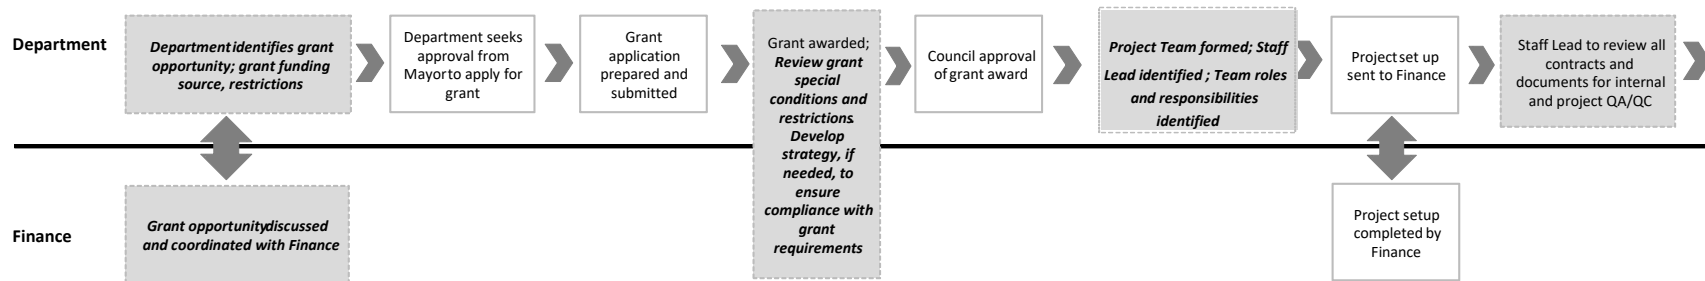 Department
Department identifies grant
opportunity; grant funding
source, restrictions
Department seeks
approval from
Mayor to apply for
grant
Grant
application
prepared and
submitted
Grant awarded;
Review grant
special
conditions and
restrictions.
Develop
strategy, if
needed, to
ensure
compliance with
grant
requirements
Council approval
of grant award
Project Team formed; Staff
Lead identified ; Team roles
and responsibilities
identified
Project set up
sent to Finance
Staff Lead to review all
contracts and
documents for internal
and project QA/QC
Finance
Grant opportunity discussed
and coordinated with Finance
Project setup
completed by
Finance